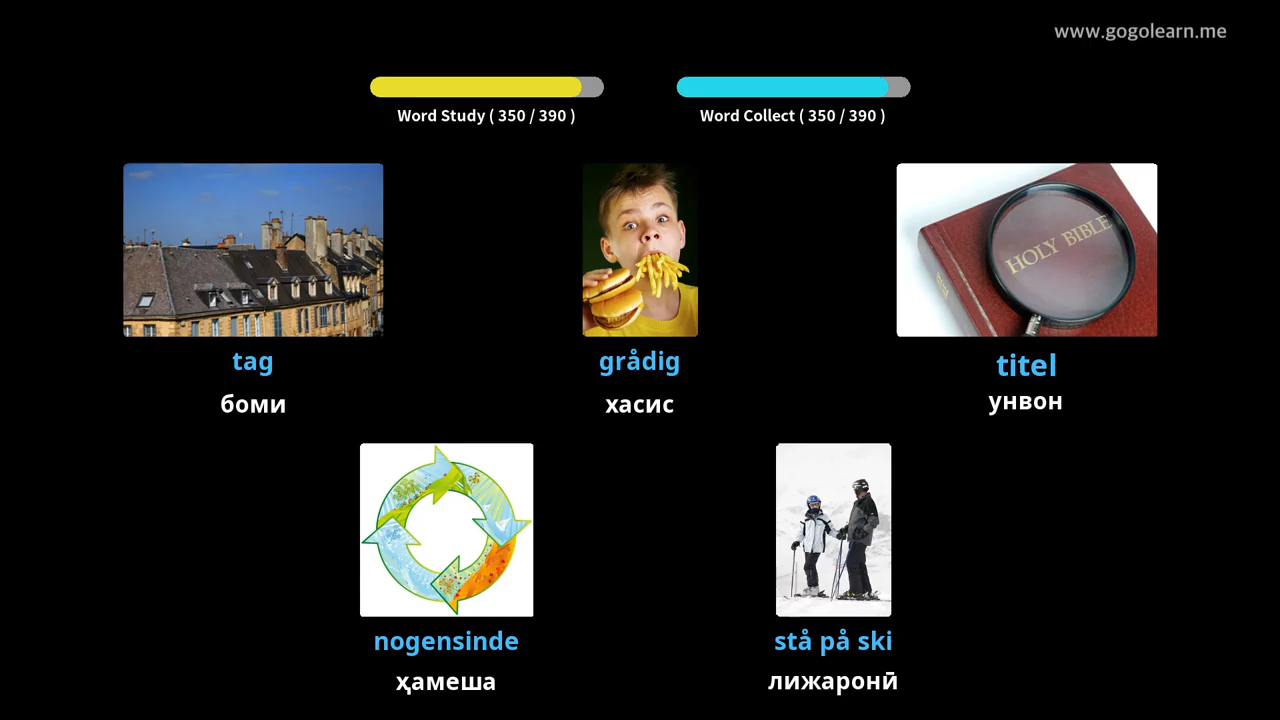 www.gogolearn.me
Word Study ( 350 / 390 )
Word Collect ( 350 / 390 )
HOLY BIBLE
tag
боми
grådig
хасис
titel
унвон
nogensinde
ҳамеша
stå på ski
лижаронӣ